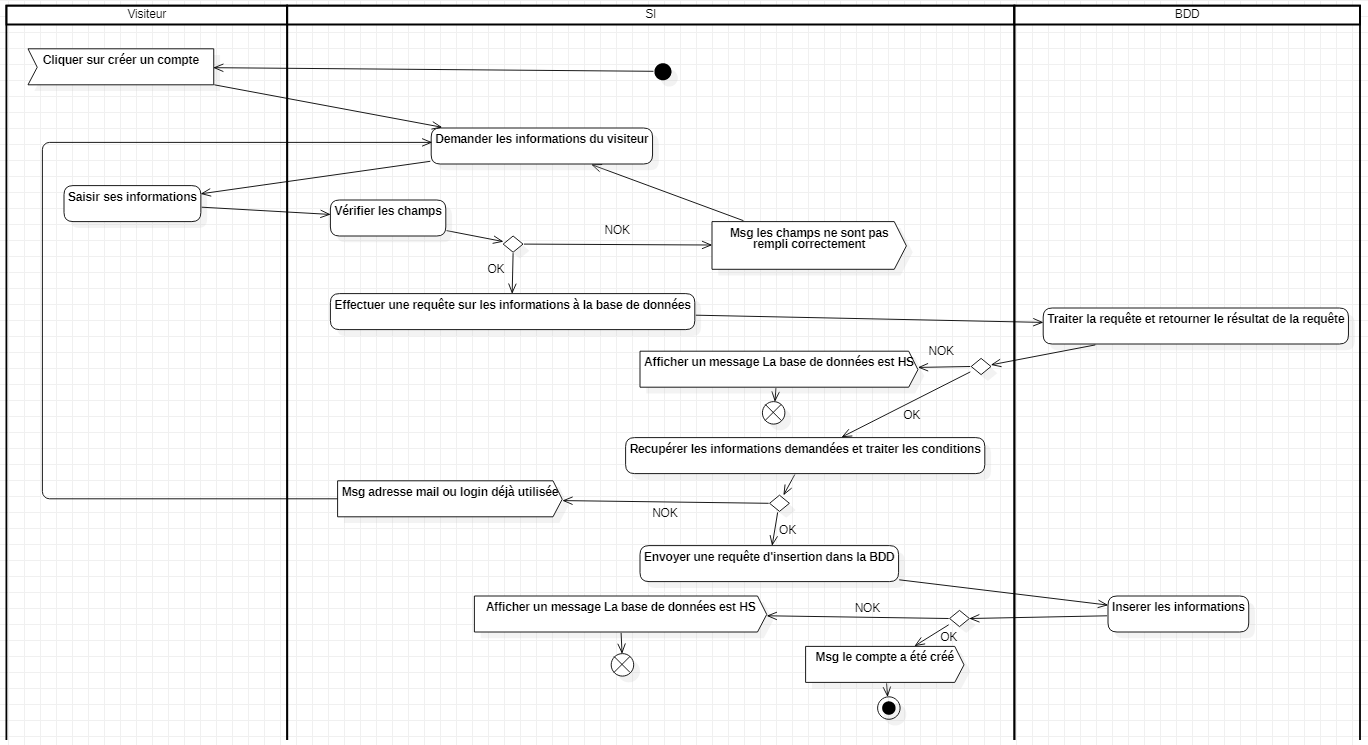 Visiteur
SI
BDD
Cliquer sur créer un compte
Demander les informations du visiteur
Saisir ses informations
Vérifier les champs
NOK
Msg les champs ne sont pas
rempli correctement
OK
Effectuer une requête sur les informations à la base de données
Traiter la requête et retourner le résultat de la requête
NOK
Afficher un message La base de données est HS
OK
Recupérer les informations demandées et traiter les conditions
Msg adresse mail ou login déjà utilisée
NOK
OK
Envoyer une requête d'insertion dans la BDD
Inserer les informations
Afficher un message La base de données est HS
NOK
OK
Msg le compte a été créé